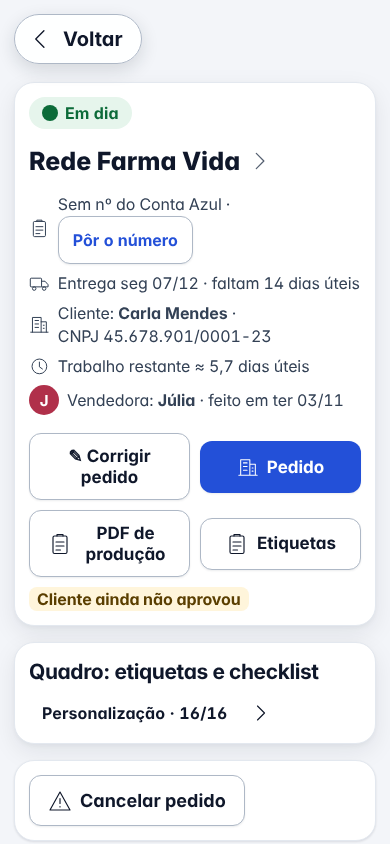 Voltar
Em dia
Rede Farma Vida
Sem nº do Conta Azul ·
Pôr o número
Entrega seg 07/12 · faltam 14 dias úteis
Cliente: Carla Mendes ·
CNPJ 45.678.901/0001-23
Trabalho restante ≈ 5,7 dias úteis
J Vendedora: Júlia · feito em ter 03/11
✎ Corrigir
pedido
Pedido
PDF de
produção
Etiquetas
Cliente ainda não aprovou
Quadro: etiquetas e checklist
Personalização · 16/16
Cancelar pedido